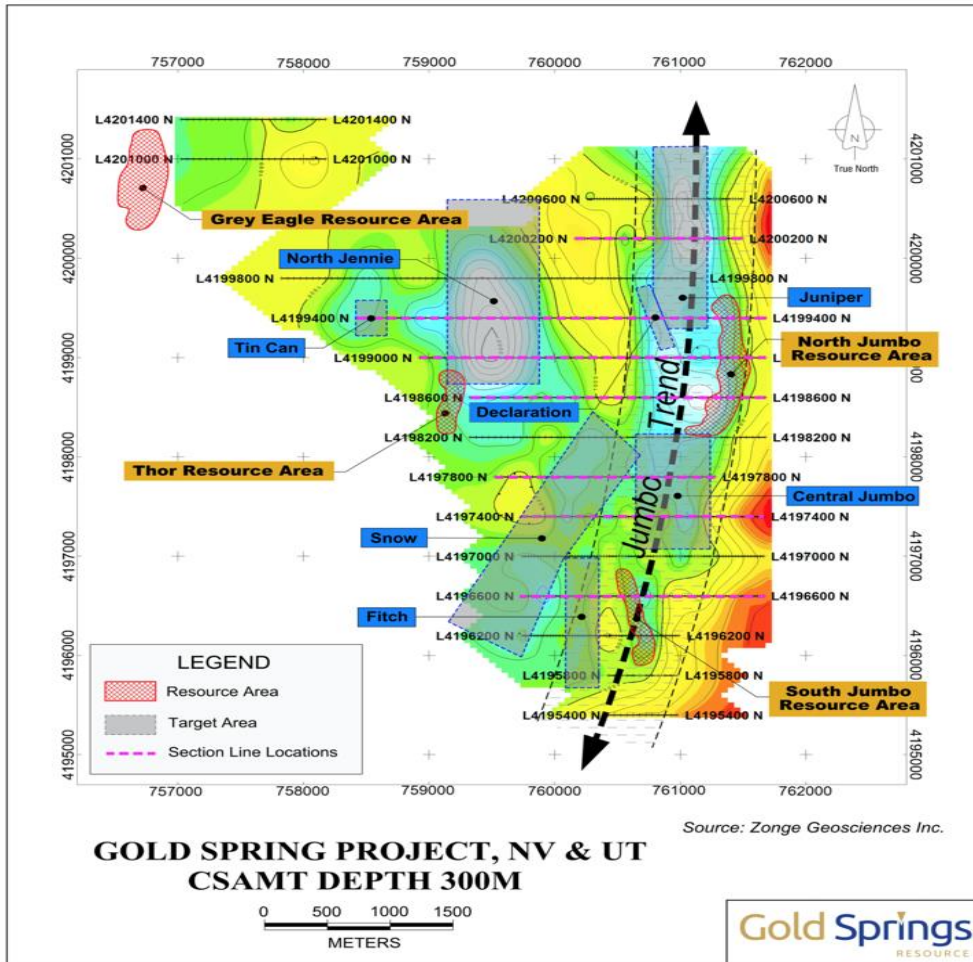 757000 758000 759000 760000 761000 762000
L4201400 N L4201400 N
4201000 L4201000 N L4201000 N 4201000
N
True North
Grey Eagle Resource Area
L4200600 N L4200600 N
L4200200 N L4200200 N
4200000 4200000
North Jennie
L4199800 N L4199800 N
Juniper
L4199400 N L4199400 N
Tin Can
North Jumbo
Resource Area
4199000 L4199000 N
L4198600 N L4198600 N
Declaration
Jumbo Trend
L4198200 N L4198200 N
4198000 4198000
Thor Resource Area
L4197800 N L4197800 N
Central Jumbo
L4197400 N L4197400 N
Snow
4197000 L4197000 N L4197000 N 4197000
L4196600 N L4196600 N
Fitch
L4196200 N L4196200 N
4196000 4196000
L4195800 N L4195800 N
South Jumbo
Resource Area
L4195400 N L4195400 N
4195000 4195000
LEGEND
Resource Area
Target Area
Section Line Locations
757000 758000 759000 760000 761000 762000
Source: Zonge Geosciences Inc.
GOLD SPRING PROJECT, NV & UT
CSAMT DEPTH 300M
0 500 1000 1500
METERS
Gold Springs
RESOURCE